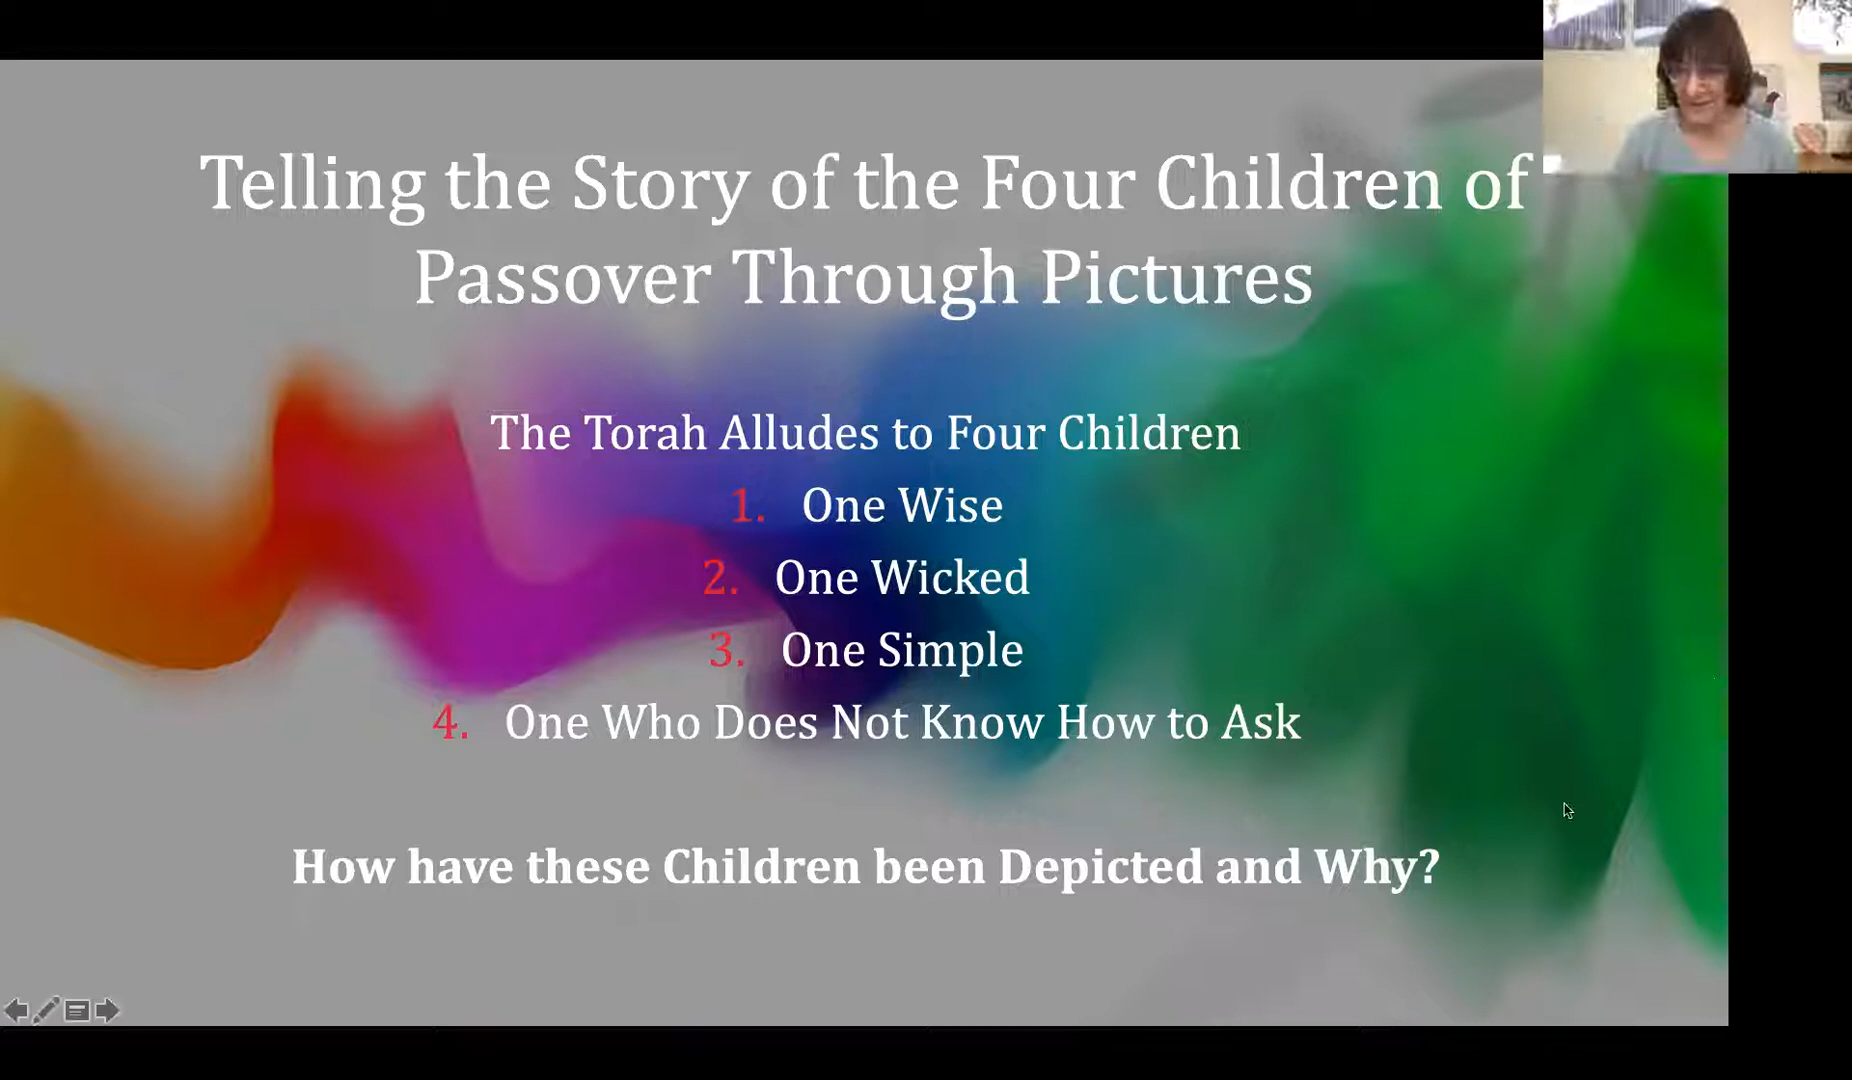 Telling the Story of the Four Children of
Passover Through Pictures
The Torah Alludes to Four Children
1. One Wise
2. One Wicked
3. One Simple
4. One Who Does Not Know How to Ask
How have these Children been Depicted and Why?